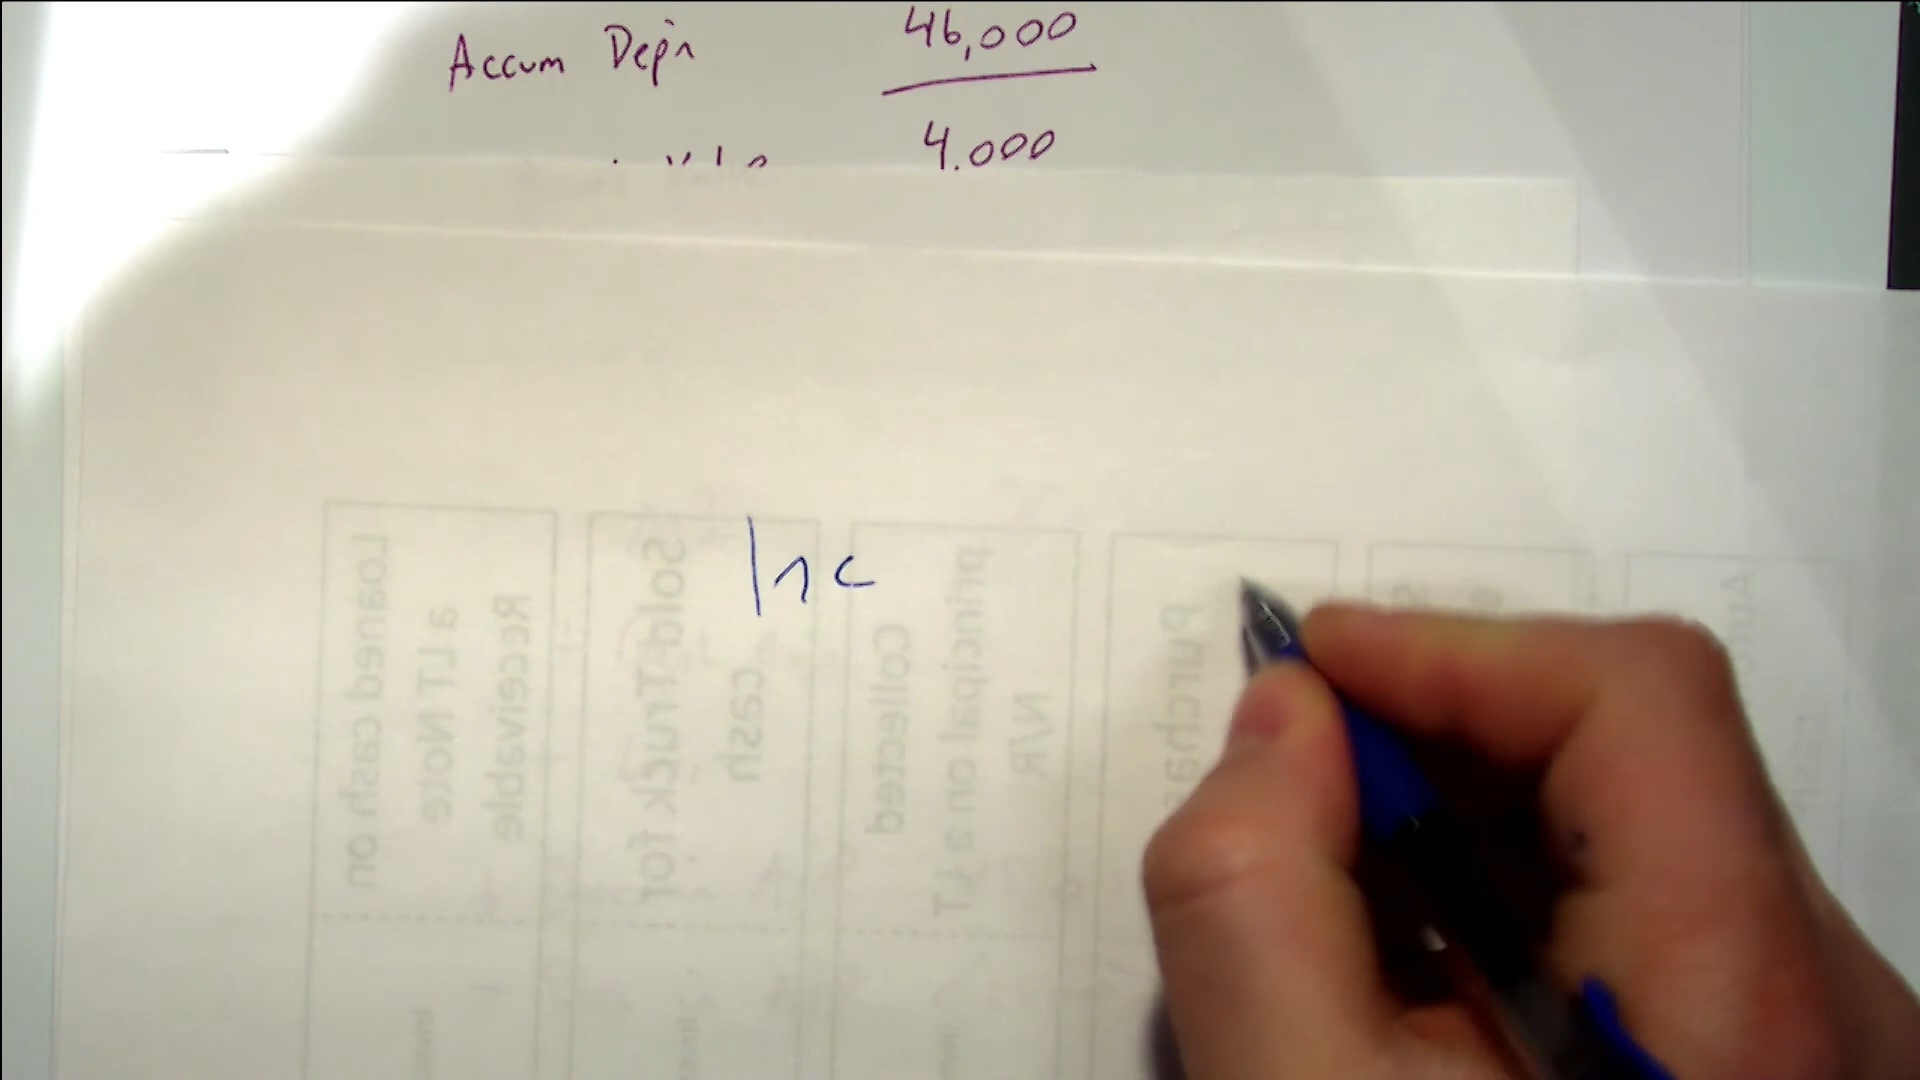 Accum Dep'n 46,000
4.000
Inc
Loaned cash on
a LT Note
Receivable
Sold Truck for
cash
Collected
principal on a LT
N/R